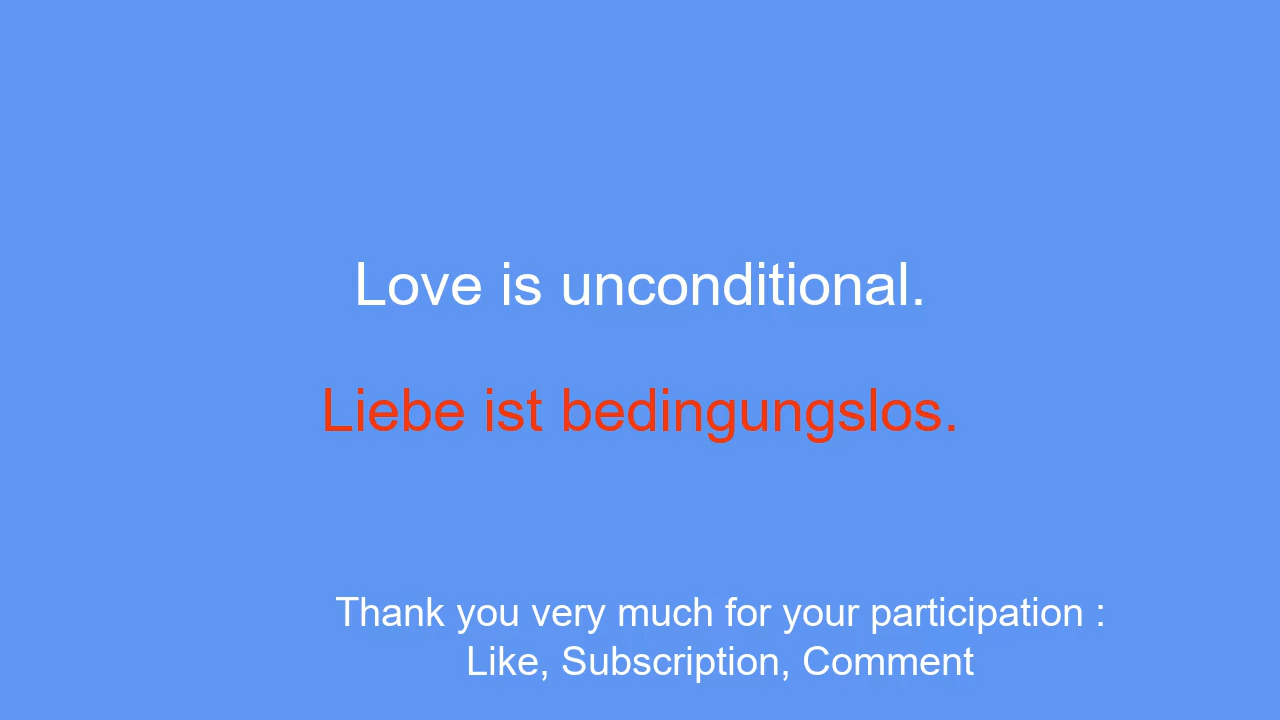 Love is unconditional.
Liebe ist bedingungslos.
Thank you very much for your participation :
Like, Subscription, Comment